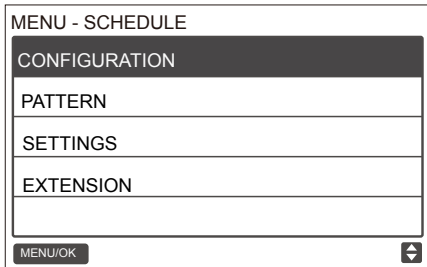 MENU - SCHEDULE
CONFIGURATION
PATTERN
SETTINGS
EXTENSION
MENU/OK